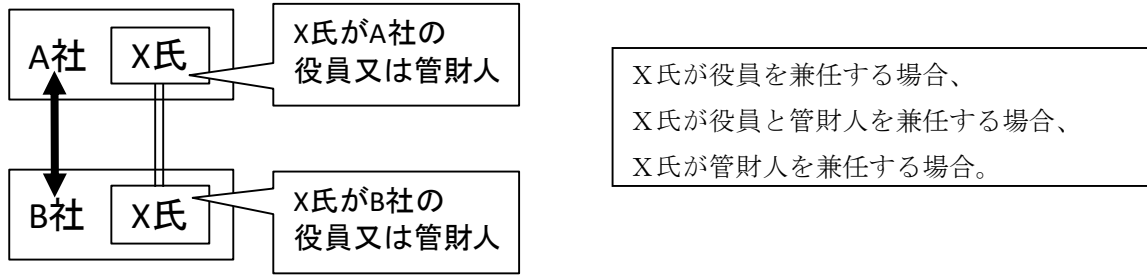 A社
X氏
X氏がA社の
役員又は管財人
B社
X氏
X氏がB社の
役員又は管財人
Ｘ氏が役員を兼任する場合、
Ｘ氏が役員と管財人を兼任する場合、
Ｘ氏が管財人を兼任する場合。